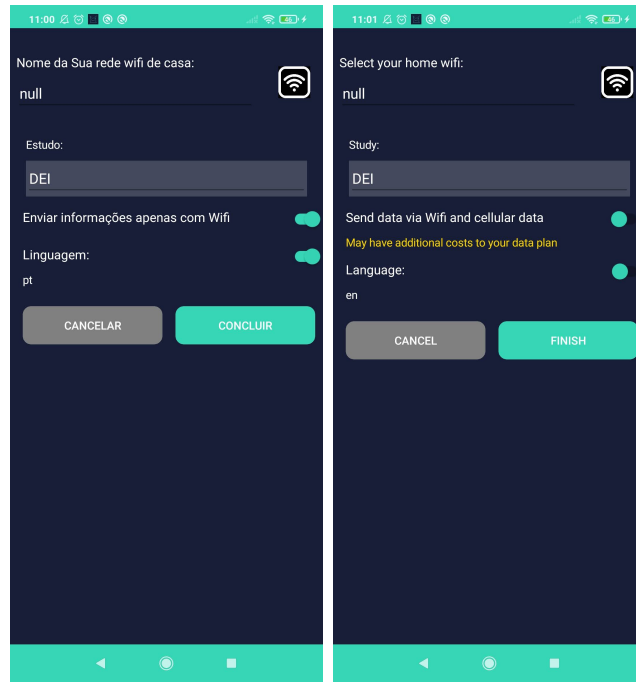 11:00
46
Nome da Sua rede wifi de casa:
null
Estudo:
DEI
Enviar informações apenas com Wifi
Linguagem:
pt
CANCELAR
CONCLUIR
11:01
46
Select your home wifi:
null
Study:
DEI
Send data via Wifi and cellular data
May have additional costs to your data plan
Language:
en
CANCEL
FINISH